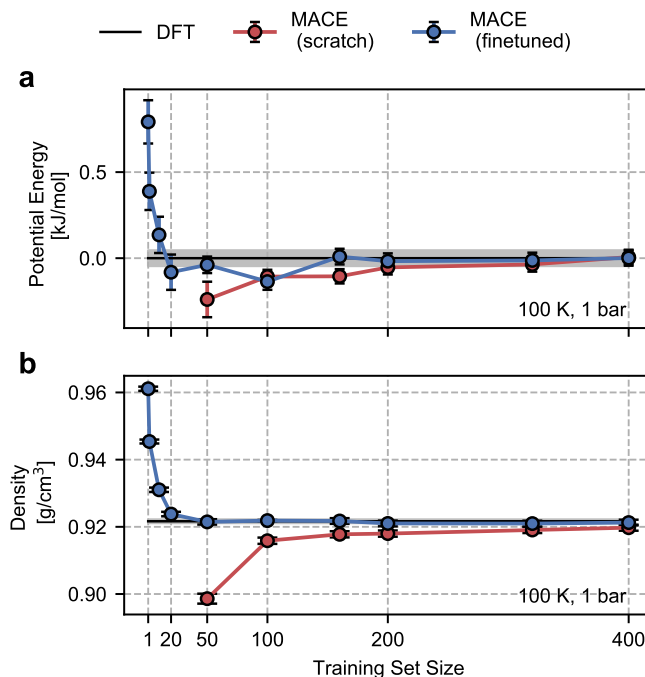 DFT
MACE
(scratch)
MACE
(finetuned)
a
Potential Energy
[kJ/mol]
0.5
0.0
100 K, 1 bar
b
Density
[g/cm³]
0.96
0.94
0.92
0.90
100 K, 1 bar
1 20 50 100 200 400
Training Set Size